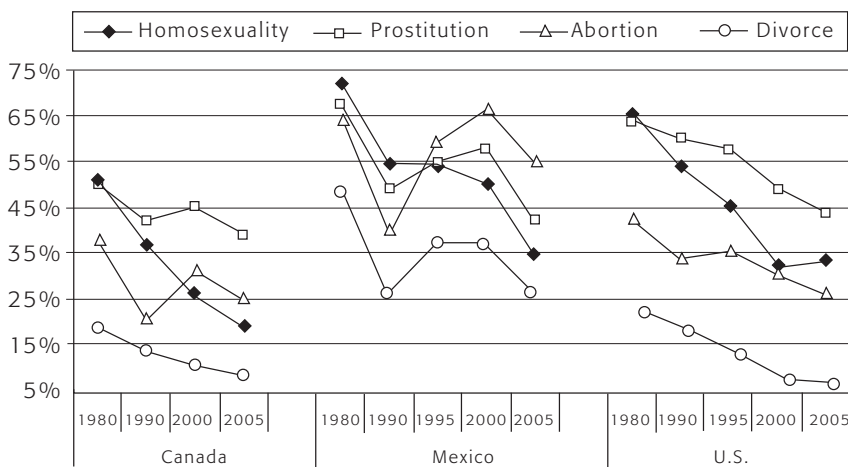 Homosexuality Prostitution Abortion Divorce
75%
65%
55%
45%
35%
25%
15%
5%
1980 1990 2000 2005 1980 1990 1995 2000 2005 1980 1990 1995 2000 2005
Canada Mexico U.S.